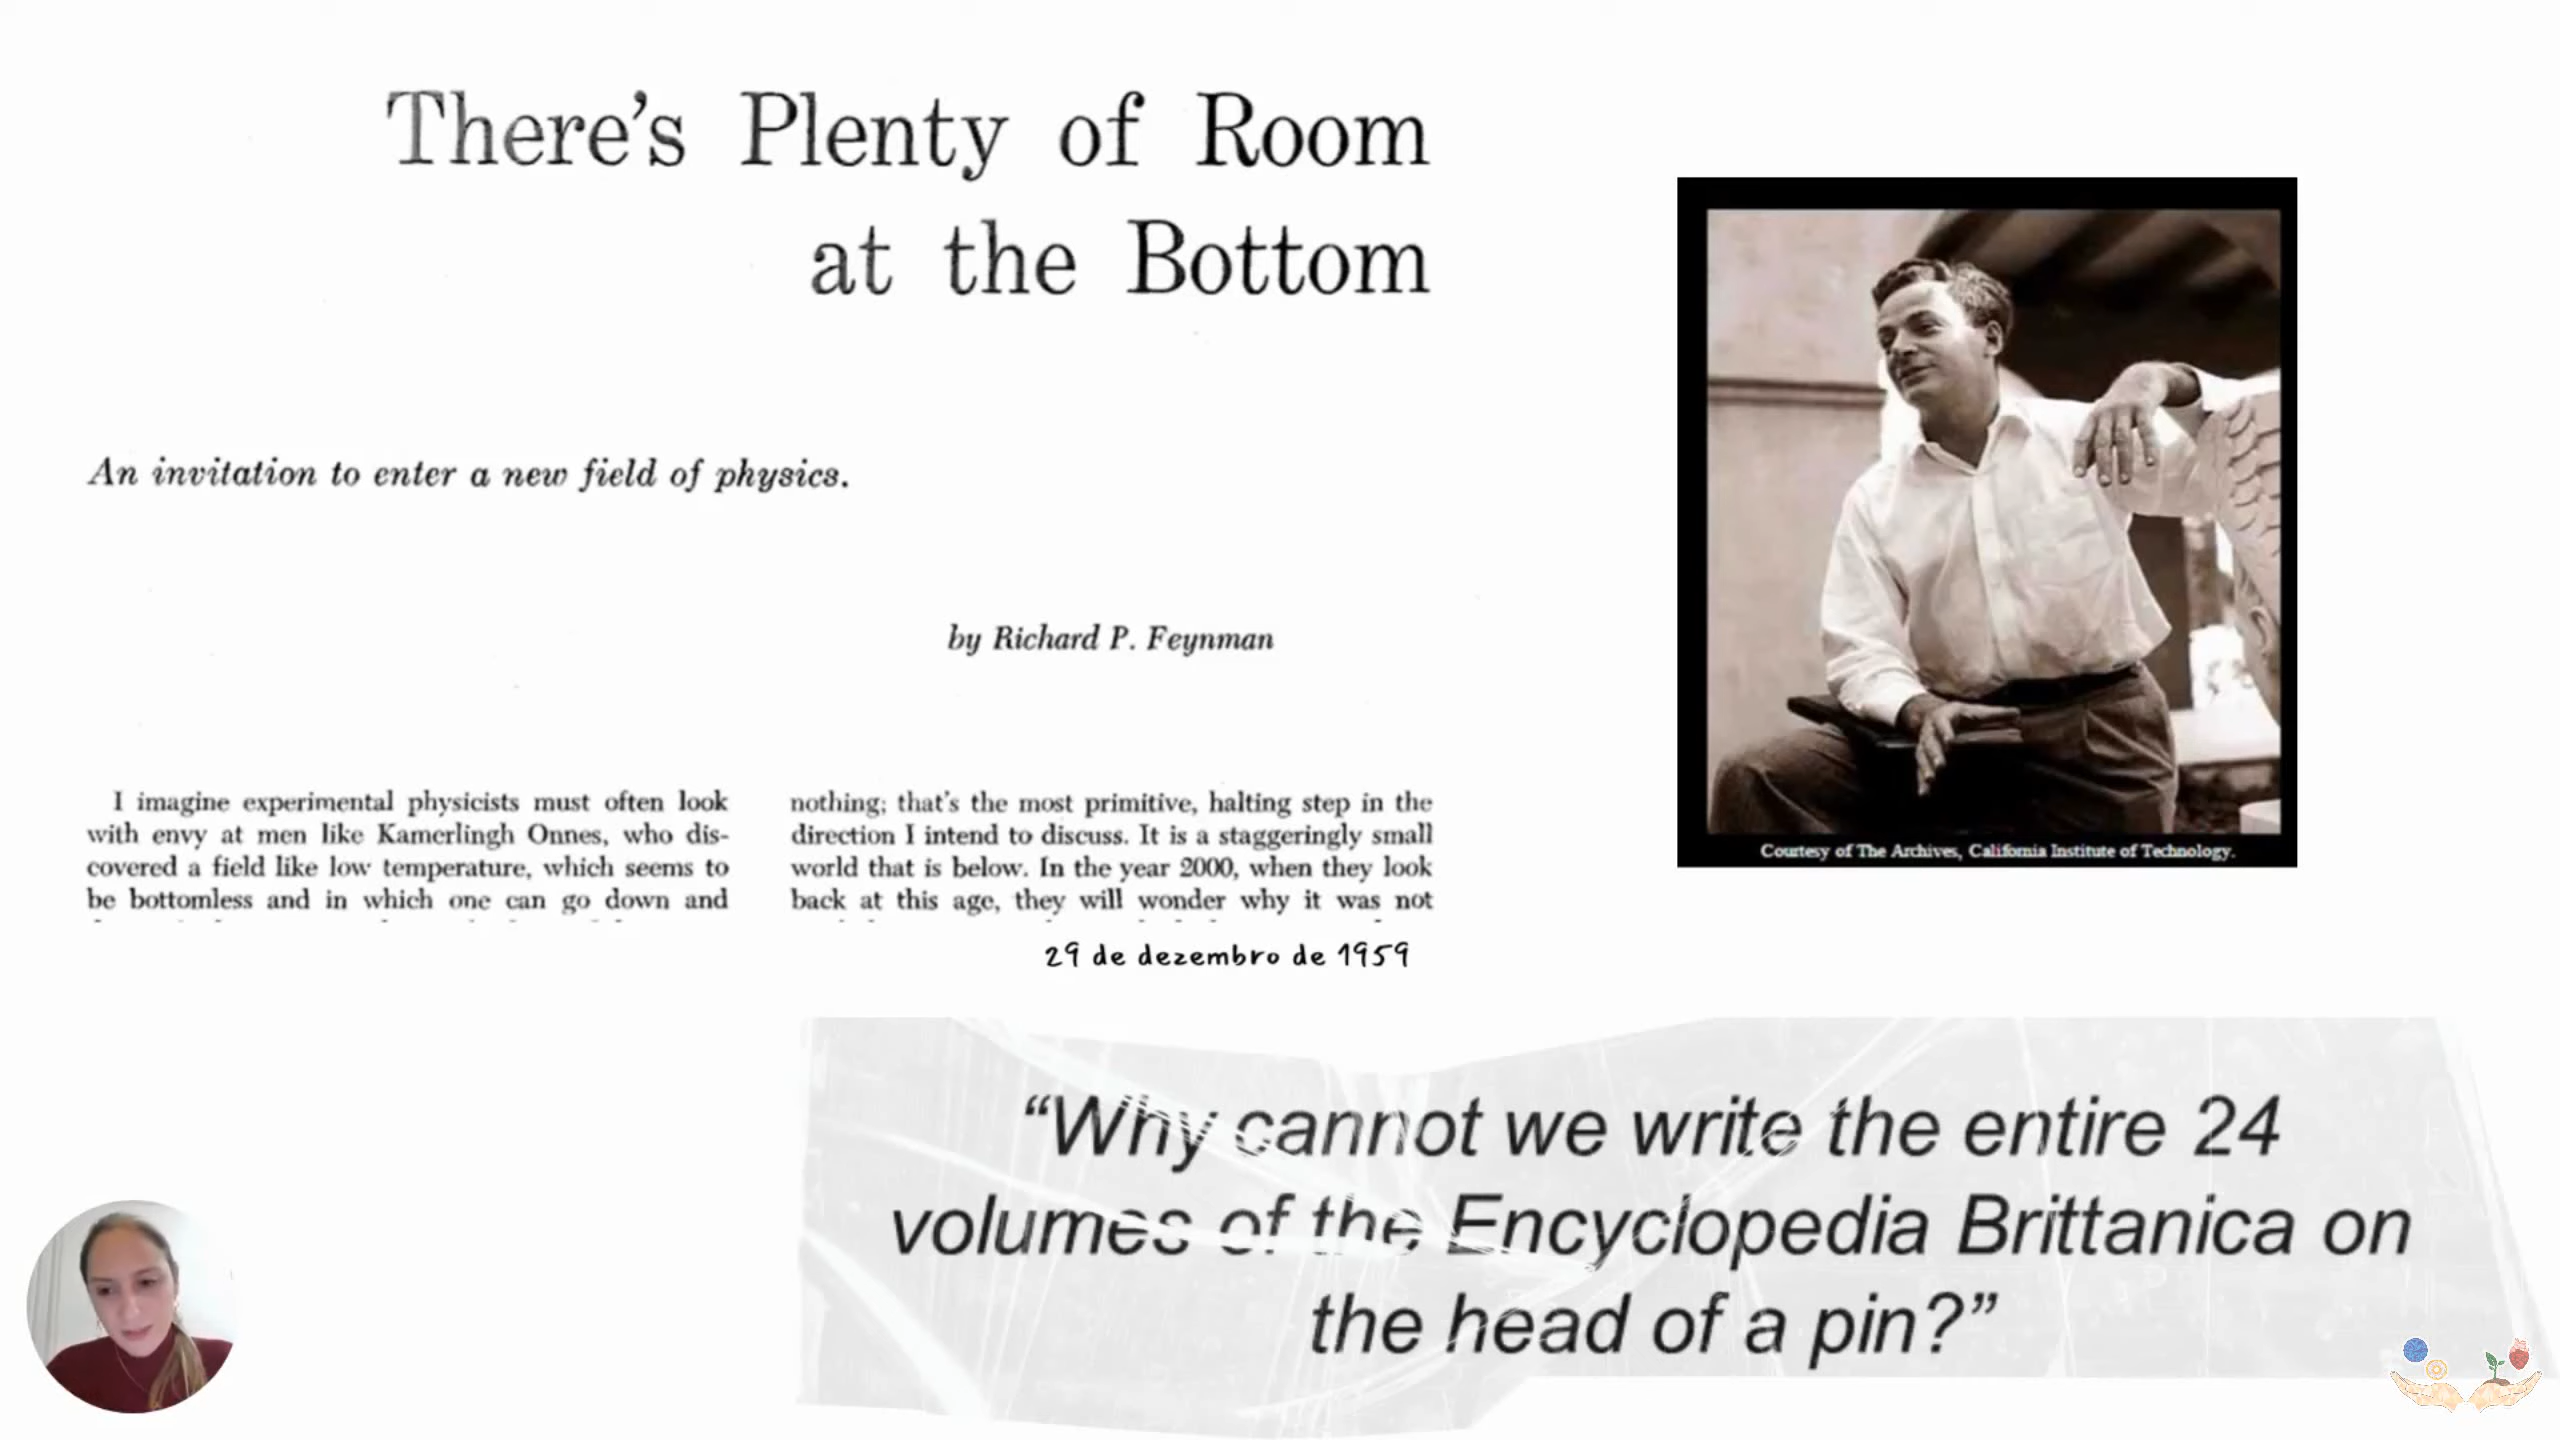 There's Plenty of Room
at the Bottom
An invitation to enter a new field of physics.
by Richard P. Feynman
I imagine experimental physicists must often look
with envy at men like Kamerlingh Onnes, who dis-
covered a field like low temperature, which seems to
be bottomless and in which one can go down and
nothing; that's the most primitive, halting step in the
direction I intend to discuss. It is a staggeringly small
world that is below. In the year 2000, when they look
back at this age, they will wonder why it was not
29 de dezembro de 1959
Courtesy of The Archives, California Institute of Technology.
“Why cannot we write the entire 24
volumes of the Encyclopedia Brittanica on
the head of a pin?”